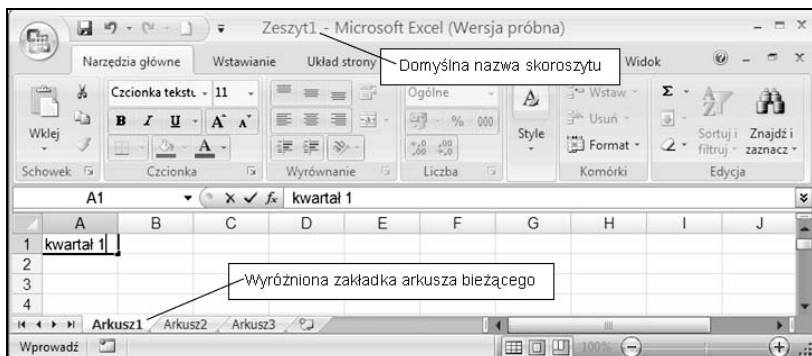 Zeszyt1 - Microsoft Excel (Wersja próbna)
Narzędzia główne Wstawianie Układ strony Domyślna nazwa skoroszytu Widok
Czcionka tekstu 11 Ogólne Wstaw Σ
Wklej B I U A A % 000 Style Usuń Sortuj i filtruj Znajdź i zaznacz
A Format
Schowek Czcionka Wyrównanie Liczba Komórki Edycja
A1 fx kwartał 1
A B C D E F G H I J
1 kwartał 1
2
3 Wyróżniona zakładka arkusza bieżącego
4
Arkusz1 Arkusz2 Arkusz3
Wprowadź 100%